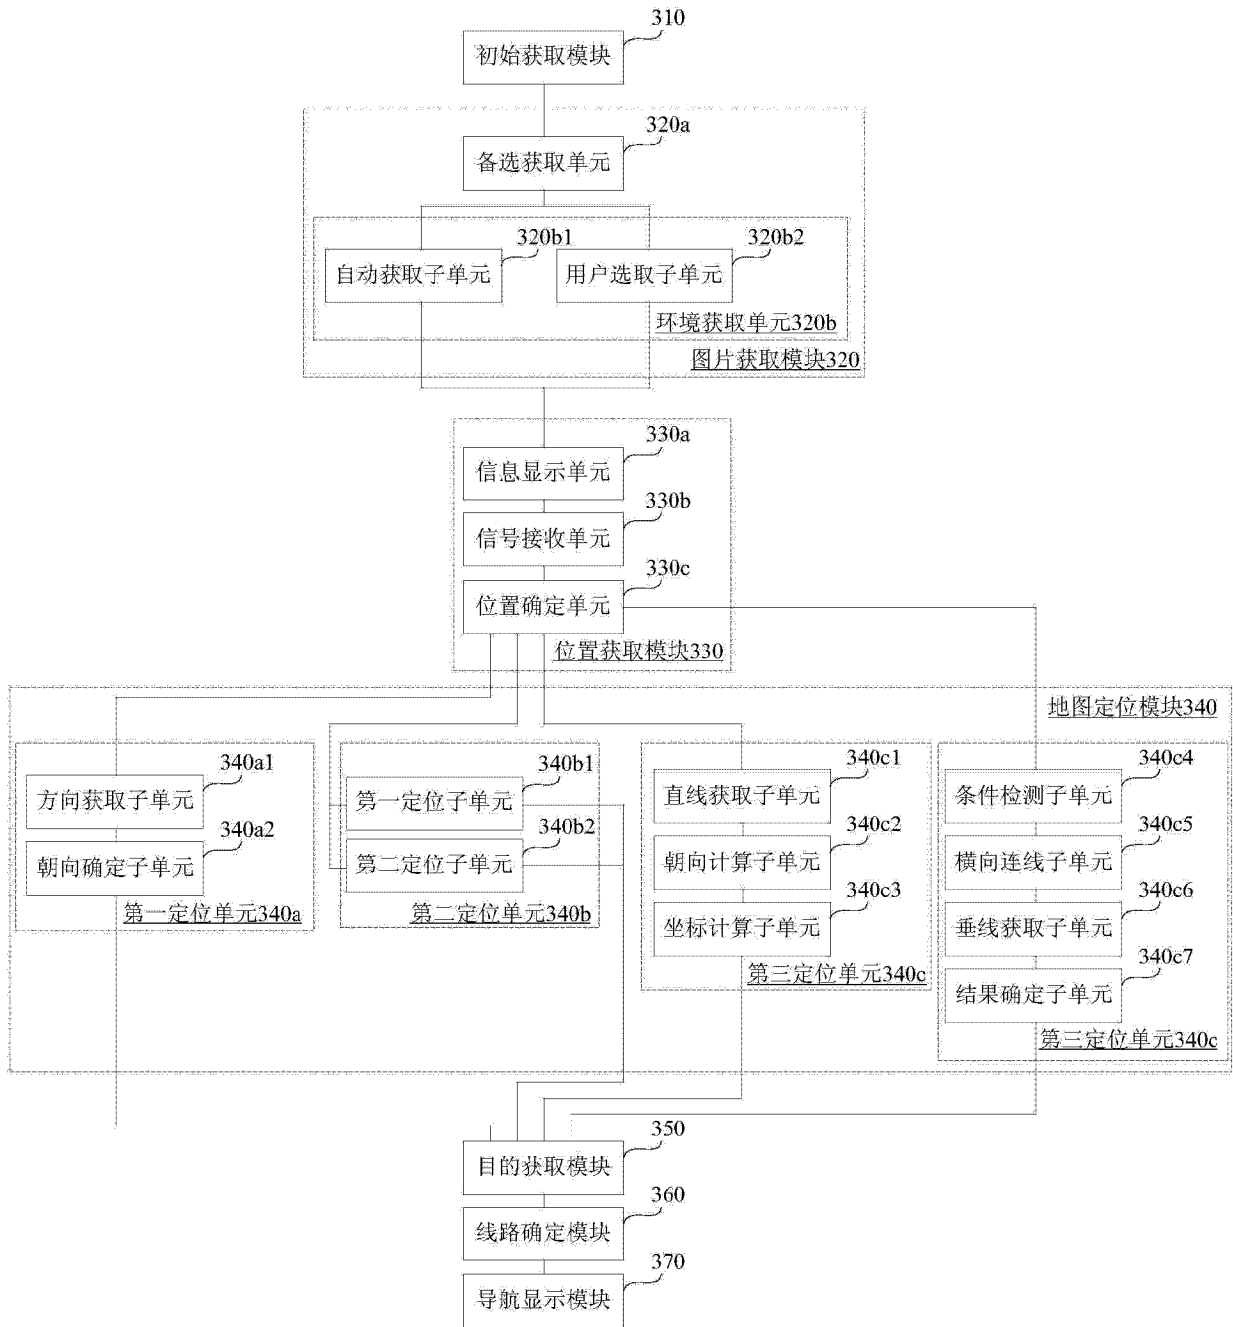 310
初始获取模块
320a
备选获取单元
320b1
自动获取子单元
320b2
用户选取子单元
环境获取单元320b
图片获取模块320
330a
信息显示单元
330b
信号接收单元
330c
位置确定单元
位置获取模块330
地图定位模块340
340a1
方向获取子单元
340a2
朝向确定子单元
第一定位单元340a
340b1
第一定位子单元
340b2
第二定位子单元
第二定位单元340b
340c1
直线获取子单元
340c2
朝向计算子单元
340c3
坐标计算子单元
第三定位单元340c
340c4
条件检测子单元
340c5
横向连线子单元
340c6
垂线获取子单元
340c7
结果确定子单元
第三定位单元340c
350
目的获取模块
360
线路确定模块
370
导航显示模块